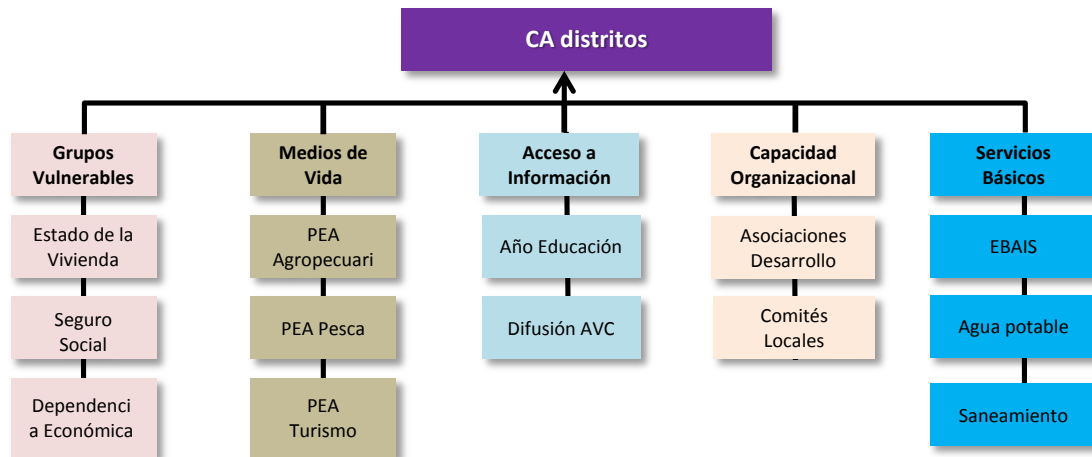 CA distritos
Grupos
Vulnerables
Estado de la
Vivienda
Seguro
Social
Dependenci
a Económica
Medios de
Vida
PEA
Agropecuari
PEA Pesca
PEA
Turismo
Acceso a
Información
Año Educación
Difusión AVC
Capacidad
Organizacional
Asociaciones
Desarrollo
Comités
Locales
Servicios
Básicos
EBAIS
Agua potable
Saneamiento